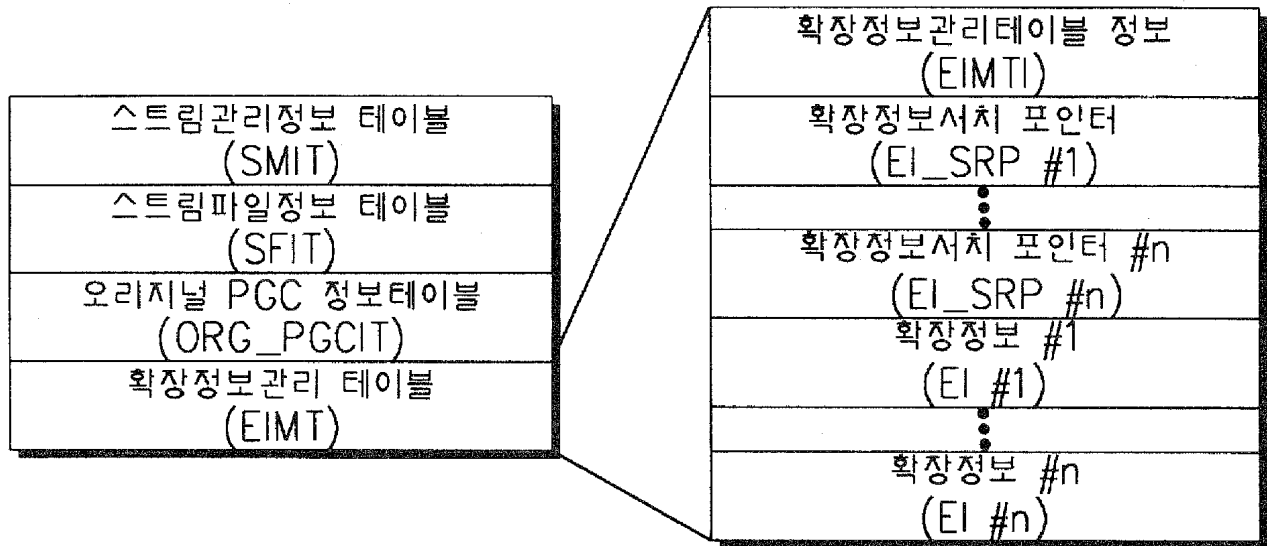 스트림관리정보 테이블
(SMIT)
스트림파일정보 테이블
(SFIT)
오리지널 PGC 정보테이블
(ORG_PGCIT)
확장정보관리 테이블
(EIMT)
확장정보관리테이블 정보
(EIMTI)
확장정보서치 포인터
(EI_SRP #1)
확장정보서치 포인터 #n
(EI_SRP #n)
확장정보 #1
(EI #1)
확장정보 #n
(EI #n)